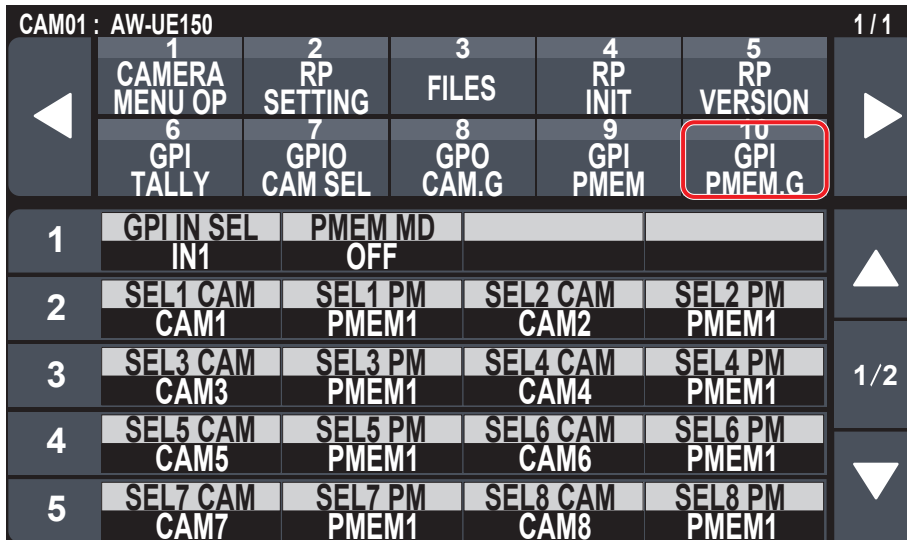 CAM01 : AW-UE150 1 / 1
1 2 3 4 5
CAMERA MENU OP RP SETTING FILES RP INIT RP VERSION
6 7 8 9 10
GPI TALLY GPIO CAM SEL GPO CAM.G GPI PMEM GPI PMEM.G
1 GPI IN SEL PMEM MD
IN1 OFF
2 SEL1 CAM SEL1 PM SEL2 CAM SEL2 PM
CAM1 PMEM1 CAM2 PMEM1
3 SEL3 CAM SEL3 PM SEL4 CAM SEL4 PM
CAM3 PMEM1 CAM4 PMEM1
1/2
4 SEL5 CAM SEL5 PM SEL6 CAM SEL6 PM
CAM5 PMEM1 CAM6 PMEM1
5 SEL7 CAM SEL7 PM SEL8 CAM SEL8 PM
CAM7 PMEM1 CAM8 PMEM1